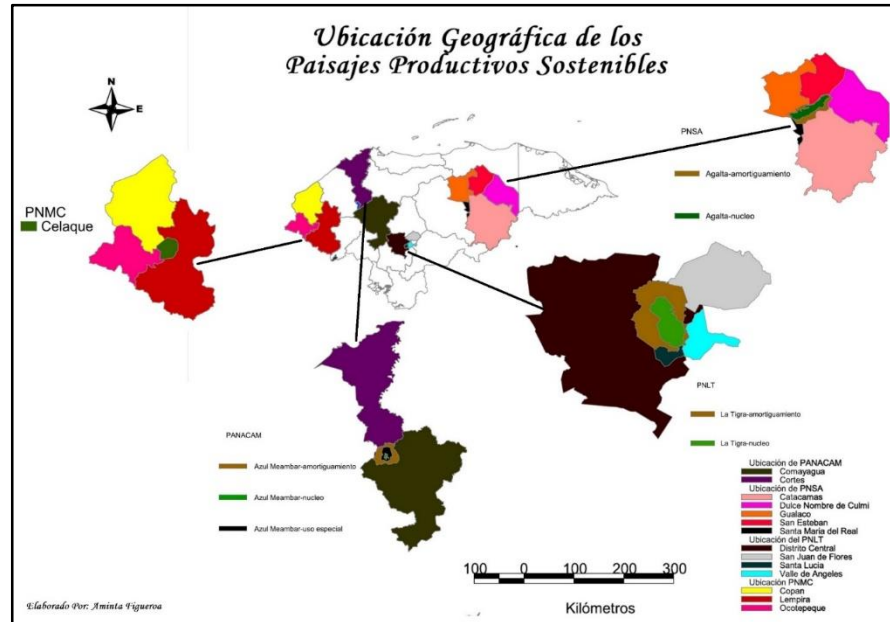 Ubicación Geográfica de los
Paisajes Productivos Sostenibles
N
E
PNMC
Celaque
PNSA
Agalta-amortiguamiento
Agalta-nucleo
PNLT
La Tigra-amortiguamiento
La Tigra-nucleo
PANACAM
Azul Meambar-amortiguamiento
Azul Meambar-nucleo
Azul Meambar-uso especial
Ubicación de PANACAM
Comayagua
Cortes
Ubicación de PNSA
Catacamas
Dulce Nombre de Culmi
Gualaco
San Esteban
Santa Maria del Real
Ubicación del PNLT
Distrito Central
San Juan de Flores
Santa Lucia
Valle de Angeles
Ubicación PNMC
Copan
Lempira
Ocotepeque
100 0 100 200 300
Kilómetros
Elaborado Por: Aminta Figueroa